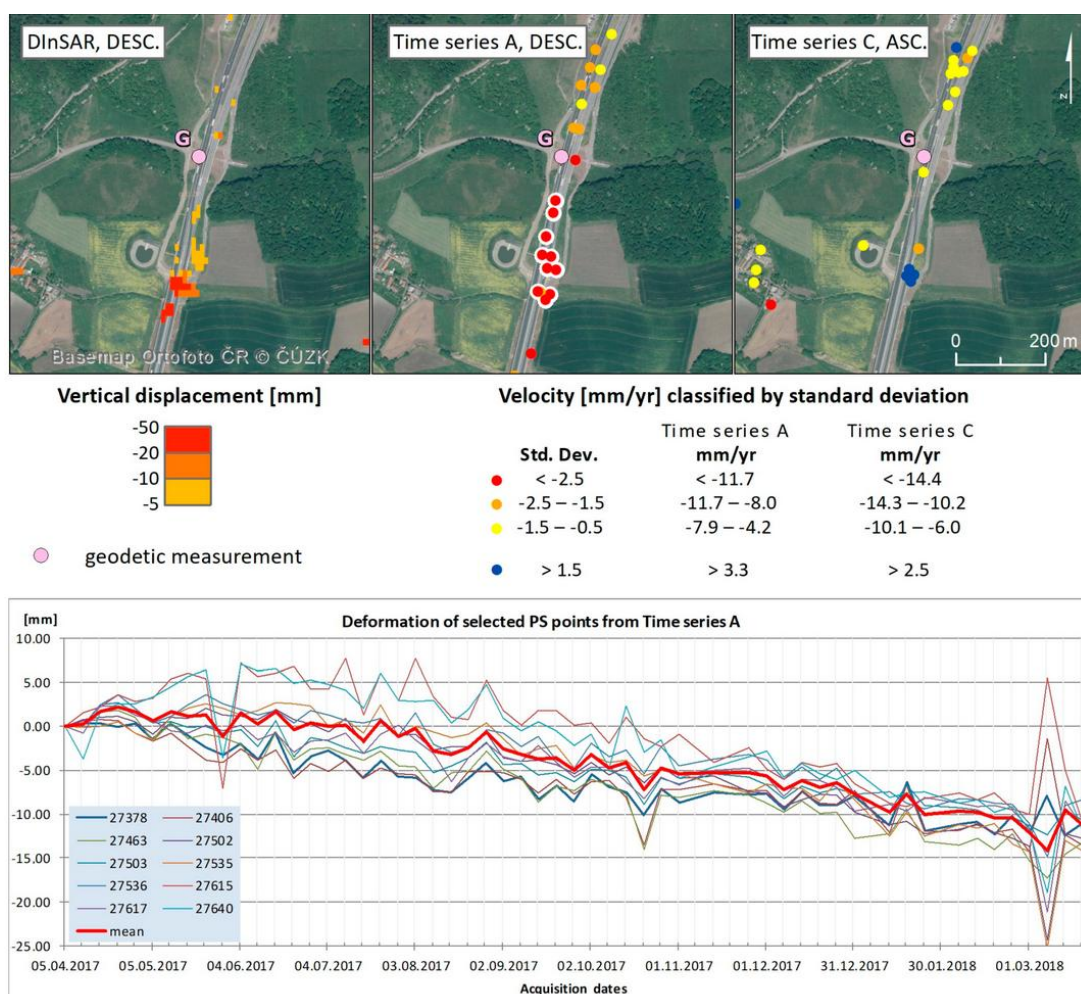 DInSAR, DESC.
Time series A, DESC.
Time series C, ASC.
G
G
G
N
Basemap Ortofoto ČR © ČÚZK
0 200 m
Vertical displacement [mm]
-50
-20
-10
-5
geodetic measurement
Velocity [mm/yr] classified by standard deviation
Time series A Time series C
Std. Dev. mm/yr mm/yr
< -2.5 < -11.7 < -14.4
-2.5 – -1.5 -11.7 – -8.0 -14.3 – -10.2
-1.5 – -0.5 -7.9 – -4.2 -10.1 – -6.0
> 1.5 > 3.3 > 2.5
[mm] Deformation of selected PS points from Time series A
10.00
5.00
0.00
-5.00
-10.00
-15.00
-20.00
-25.00
27378 27406
27463 27502
27503 27535
27536 27615
27617 27640
mean
05.04.2017 05.05.2017 04.06.2017 04.07.2017 03.08.2017 02.09.2017 02.10.2017 01.11.2017 01.12.2017 31.12.2017 30.01.2018 01.03.2018
Acquisition dates